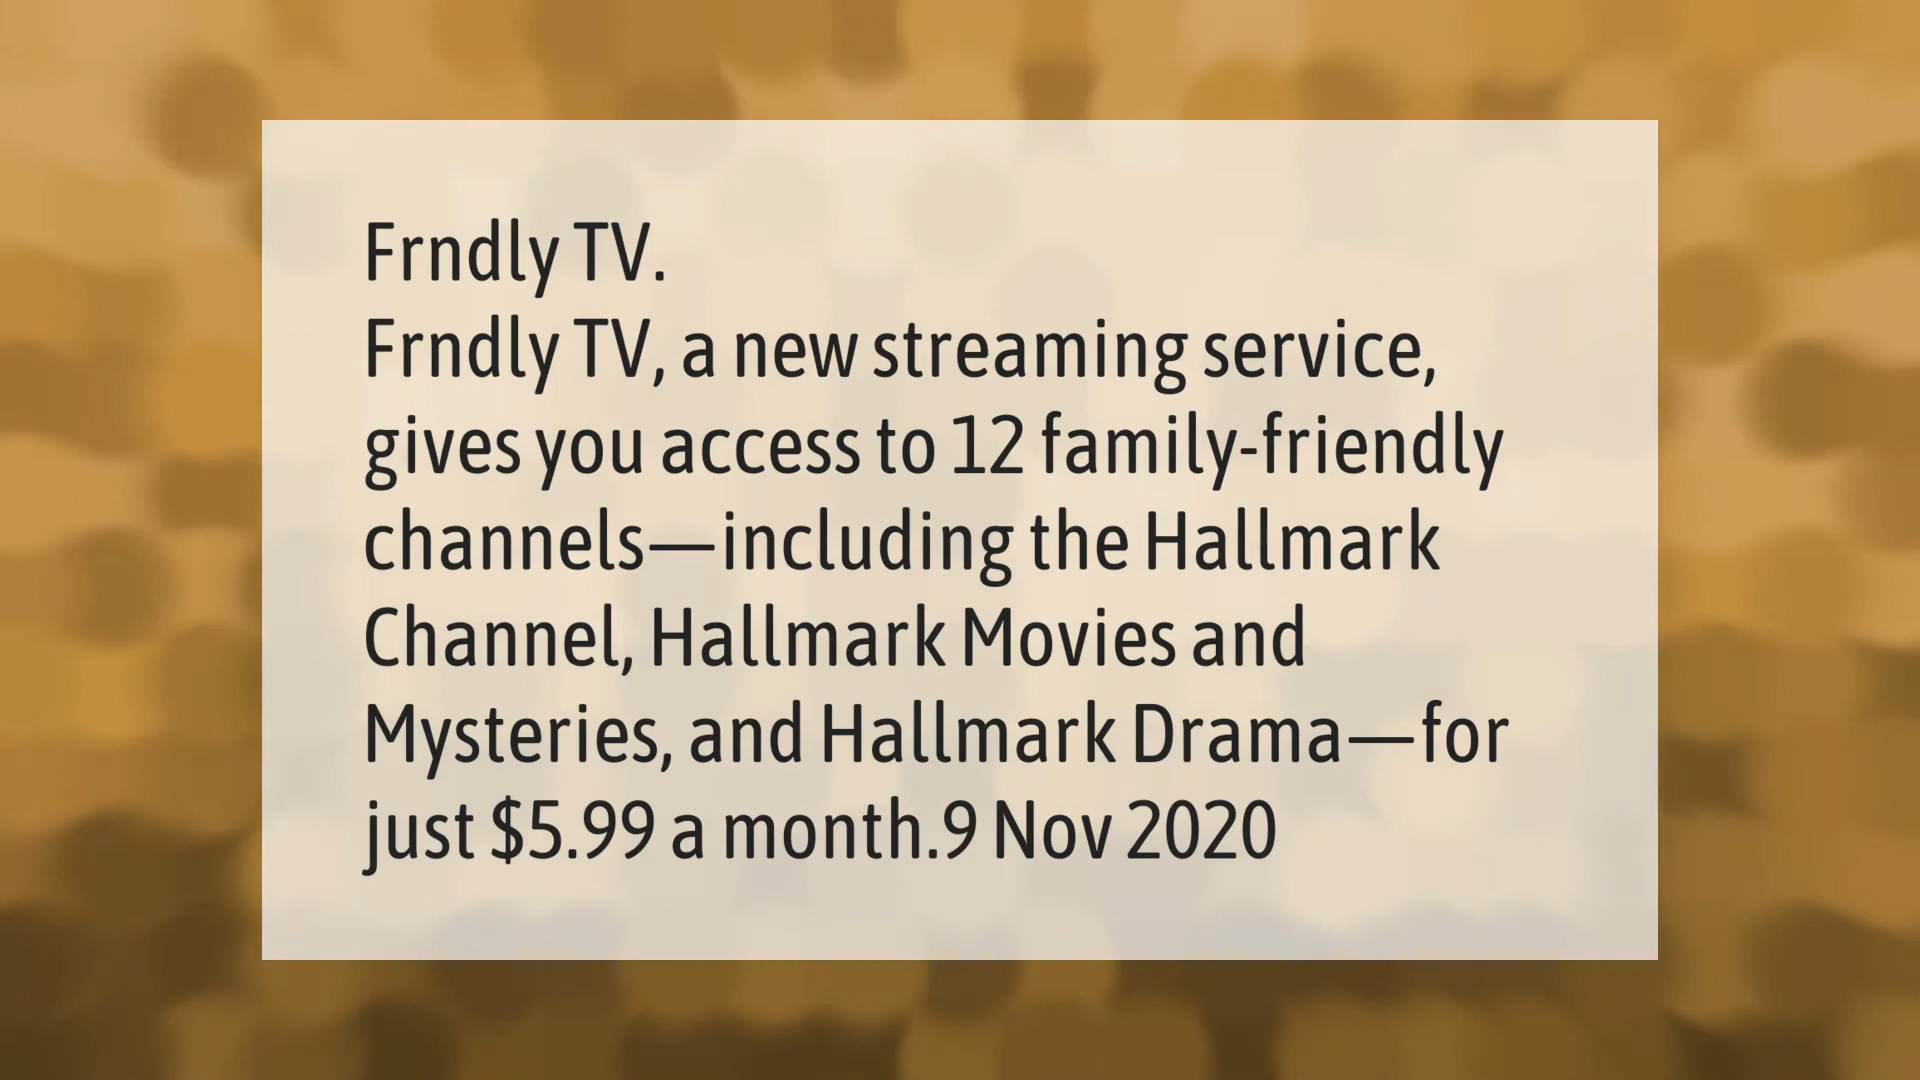 Frndly TV.
Frndly TV, a new streaming service,
gives you access to 12 family-friendly
channels—including the Hallmark
Channel, Hallmark Movies and
Mysteries, and Hallmark Drama—for
just $5.99 a month.9 Nov 2020